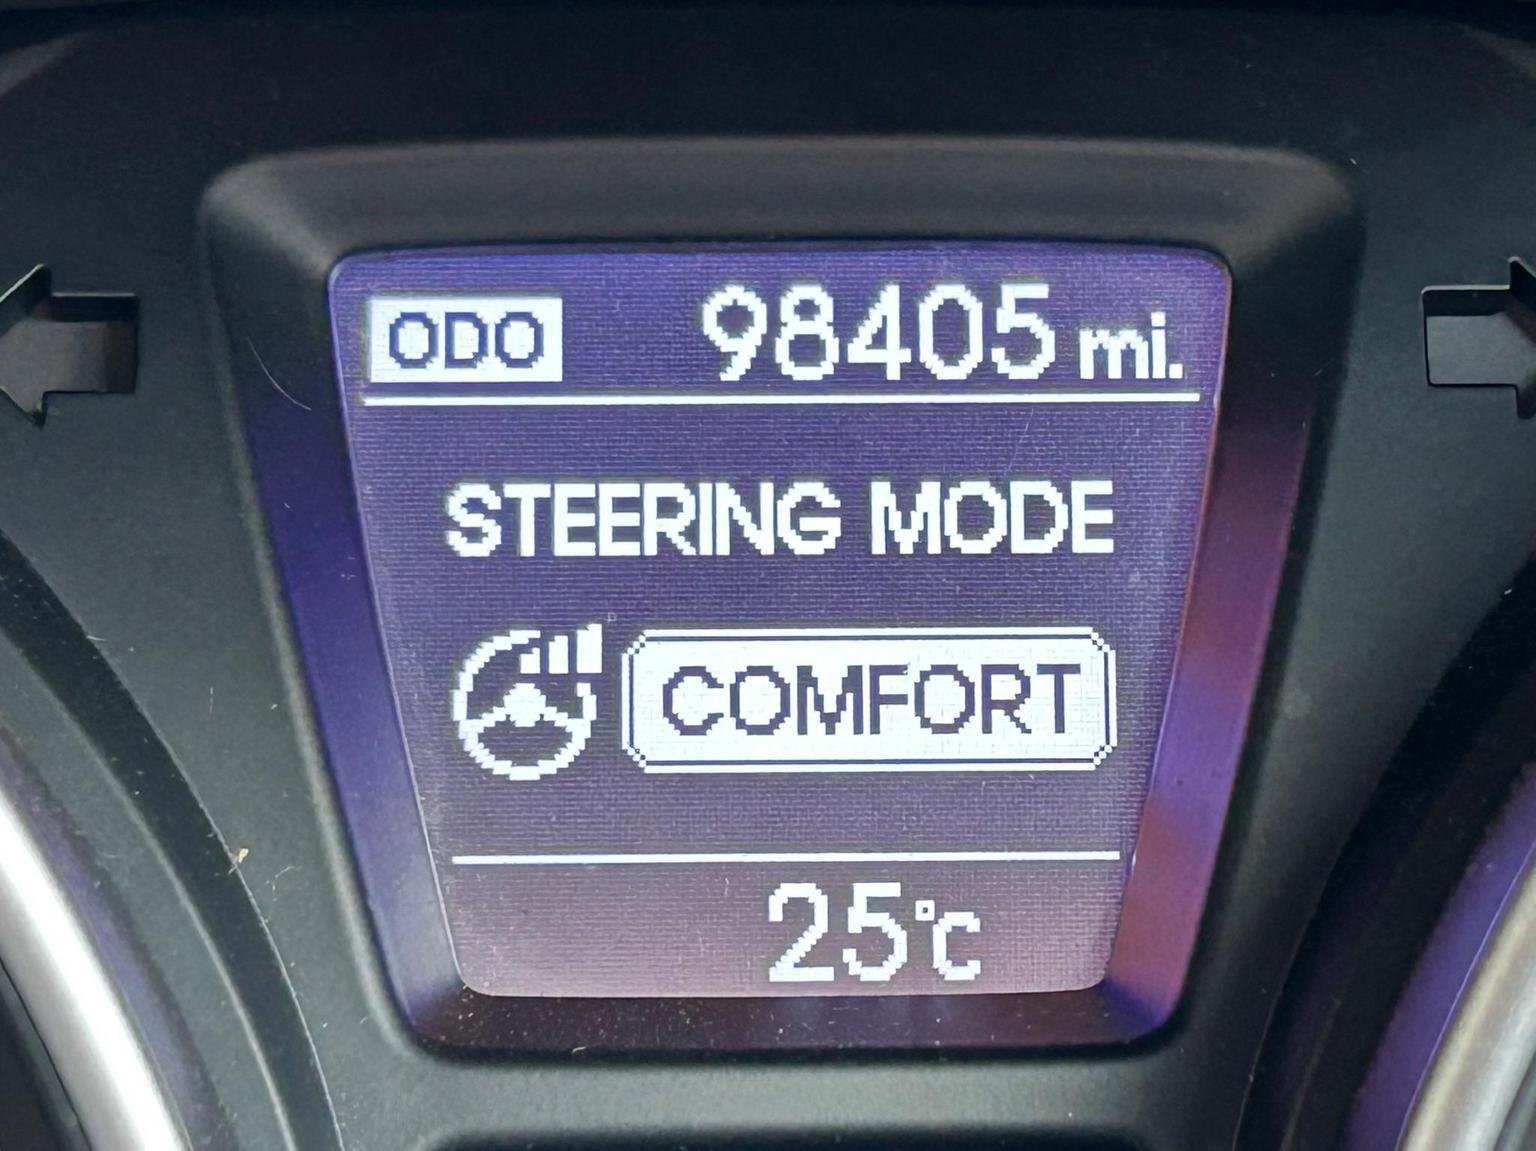 ODO 98405 mi.
STEERING MODE
COMFORT
25°C